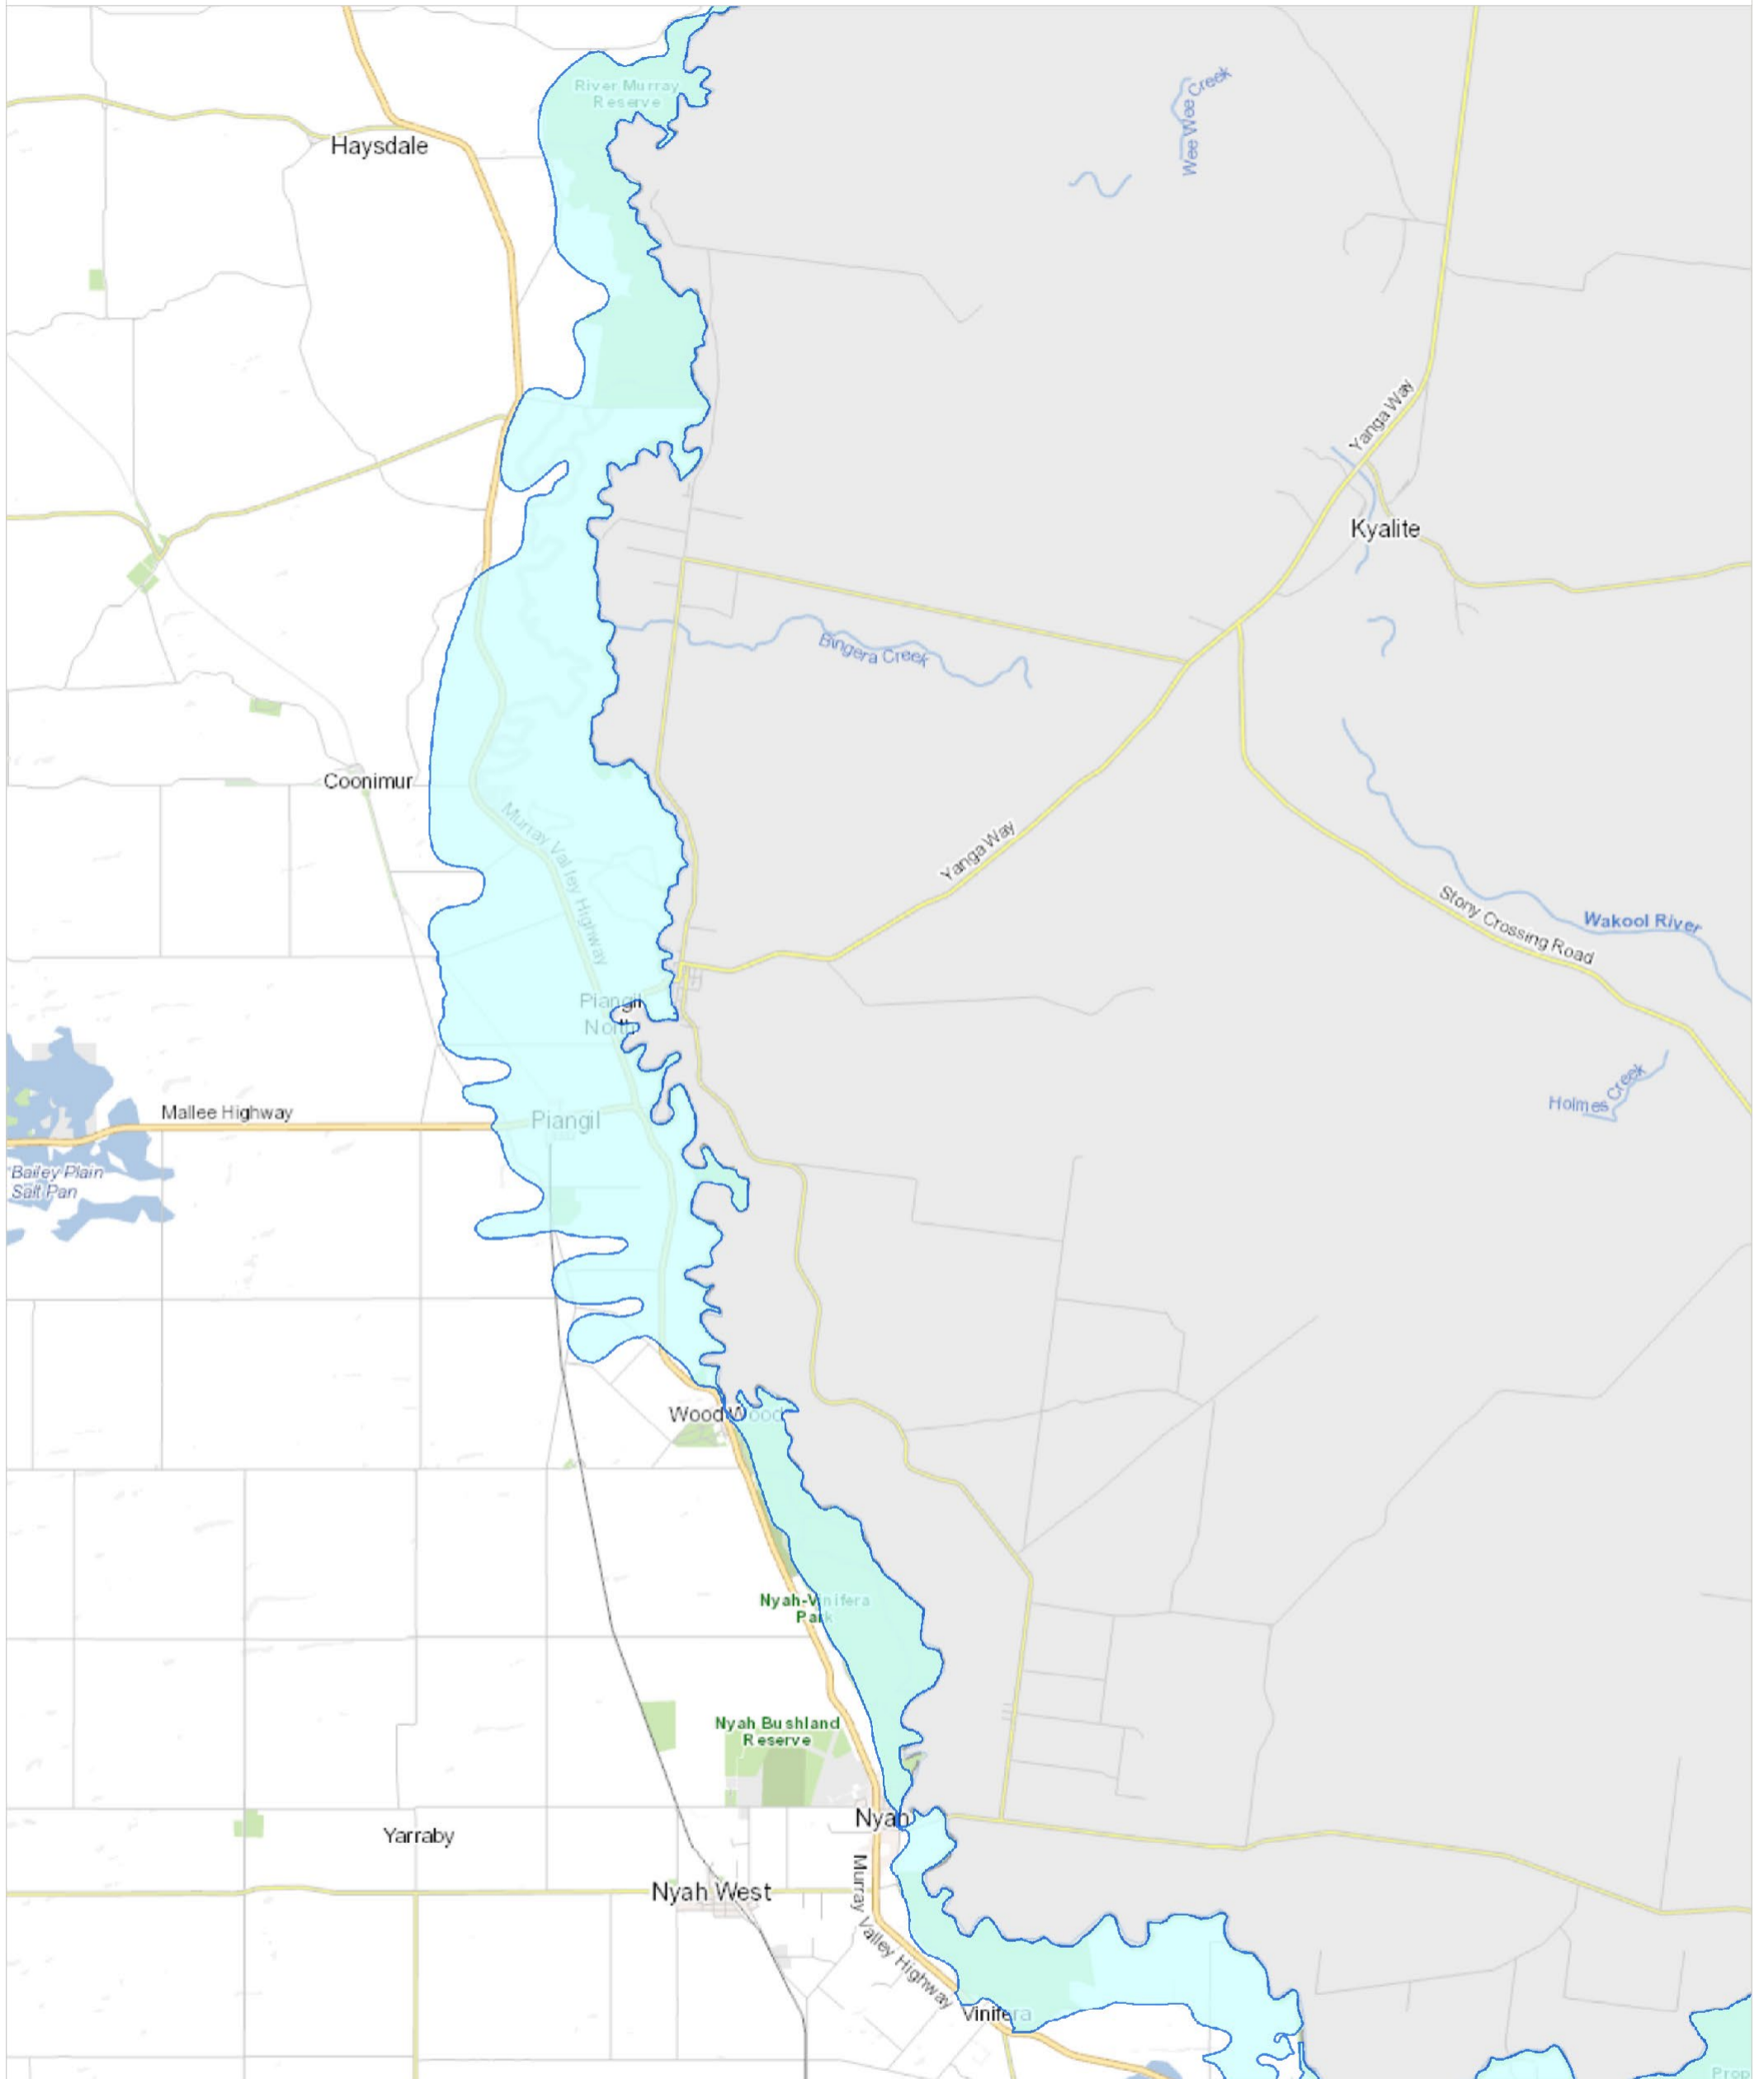 River Murray
Reserve
Wee Wee Creek
Haysdale
Yanga Way
Kyalite
Bingera Creek
Coonimur
Murray Valley Highway
Yanga Way
Stony Crossing Road
Wakool River
Piangil
North
Holmes Creek
Mallee Highway
Piangil
Bailey Plain
Salt Pan
Wood Wood
Nyah-Vinifera
Park
Nyah Bushland
Reserve
Nyah
Yarraby
Nyah West
Murray Valley Highway
Vinifera
Prop